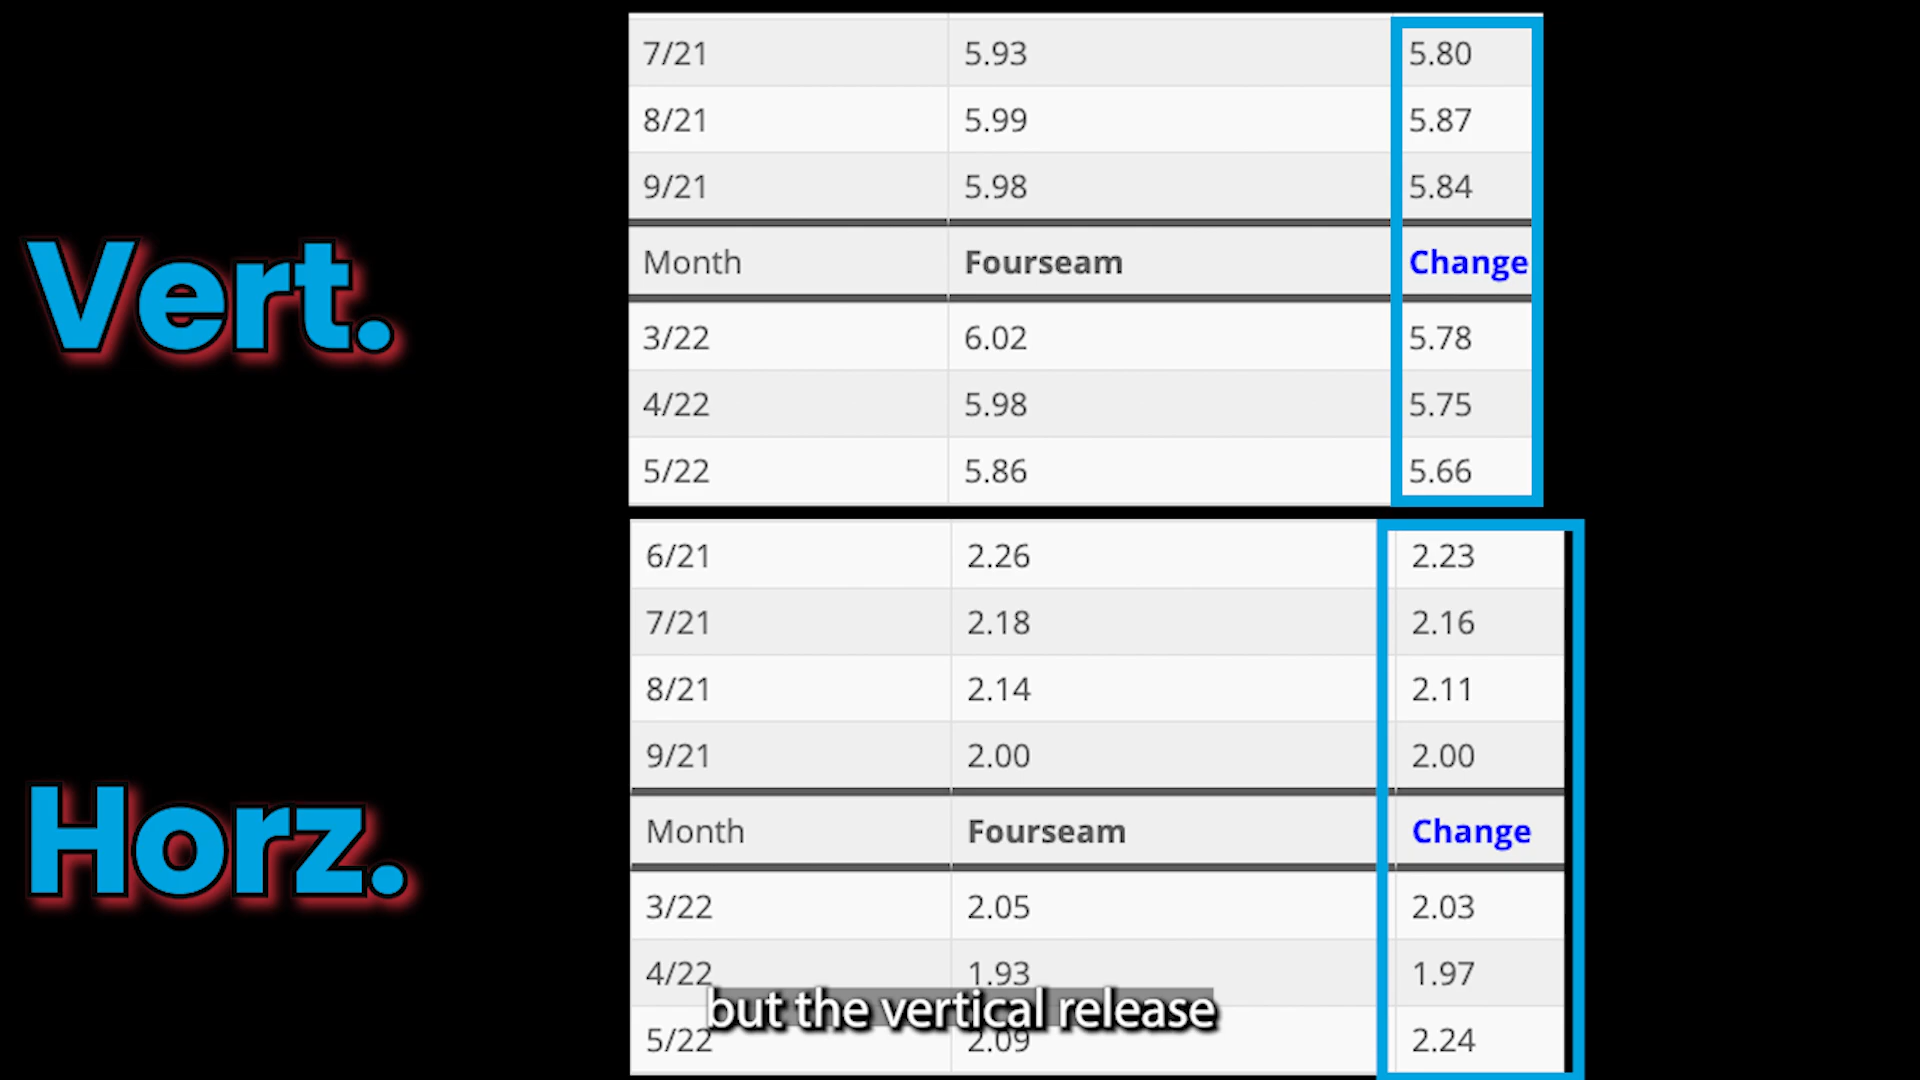 Vert.
7/21 5.93 5.80
8/21 5.99 5.87
9/21 5.98 5.84
Month Fourseam Change
3/22 6.02 5.78
4/22 5.98 5.75
5/22 5.86 5.66
Horz.
6/21 2.26 2.23
7/21 2.18 2.16
8/21 2.14 2.11
9/21 2.00 2.00
Month Fourseam Change
3/22 2.05 2.03
4/22 1.93 1.97
but the vertical release
5/22 2.09 2.24